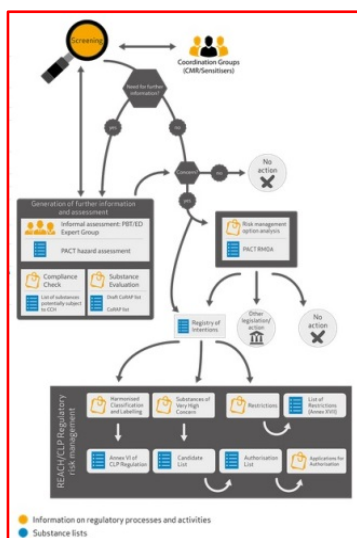 Screening
Coordination Groups
(CMR/Sensitisers)
Need for further
information?
yes
no
Concern?
no
No
action
yes
Generation of further information
and assessment
Informal assessment: PBT/ED
Expert Group
PACT hazard assessment
Compliance
Check
Substance
Evaluation
List of substances
potentially subject
to CCH
Draft CoRAP list
CoRAP list
Risk management
option analysis
PACT RMOA
Registry of
Intentions
Other
legislatory/
action
No
action
REACH/CLP Regulatory
risk management
Harmonised
Classification
and Labelling
Substances of
Very High
Concern
Restrictions
List of
Restrictions
(Annex XVII)
Annex VI of
CLP Regulation
Candidate
List
Authorisation
List
Applications for
Authorisation
Information on regulatory processes and activities
Substance lists